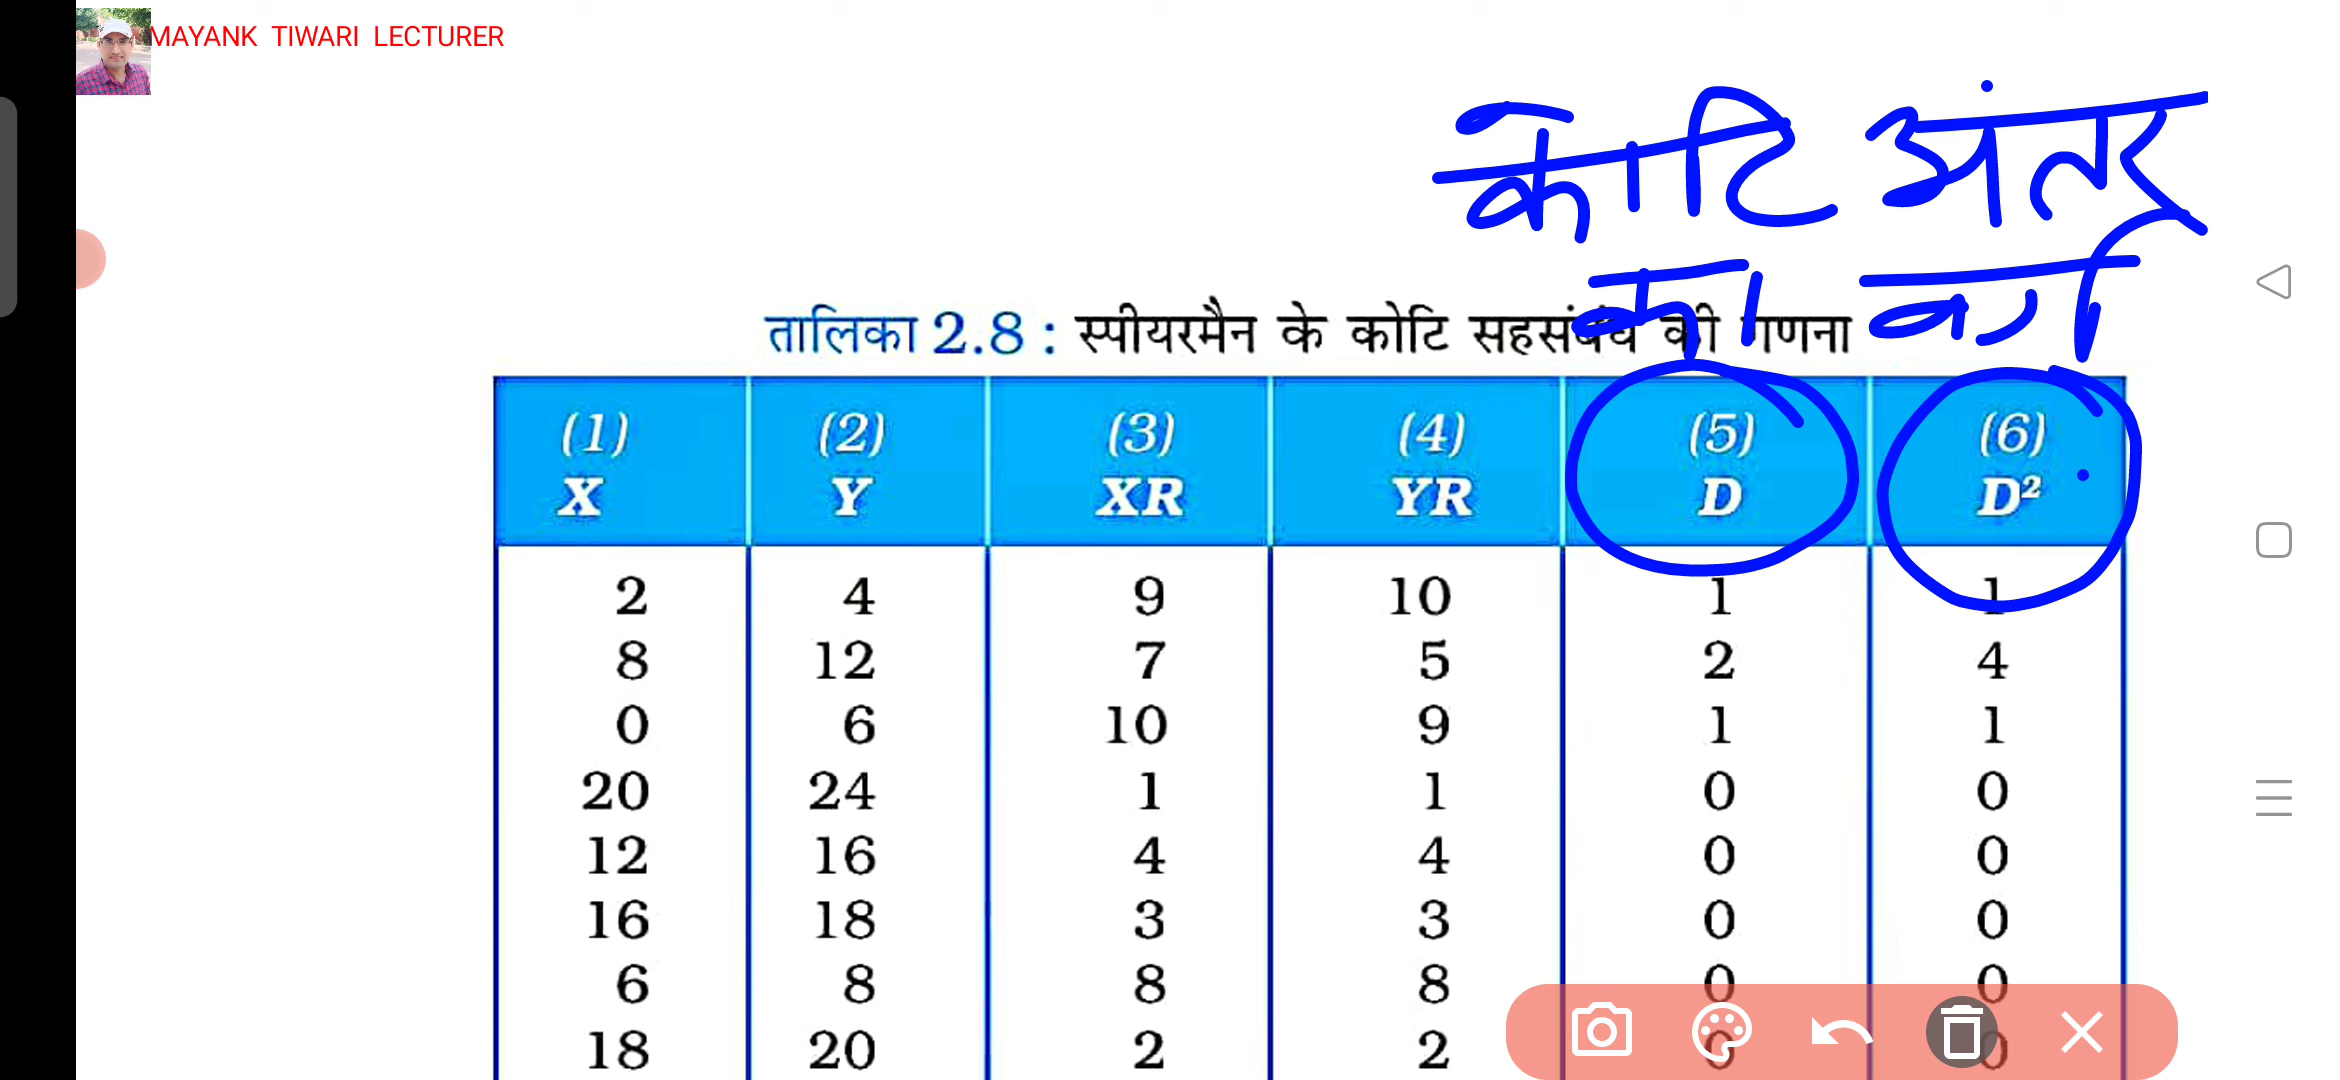 MAYANK TIWARI LECTURER
कोटि अंतर
का वर्ग
तालिका 2.8 : स्पीयरमैन के कोटि सहसंबंध की गणना
(1) (2) (3) (4) (5) (6)
X Y XR YR D D²
2 4 9 10 1 1
8 12 7 5 2 4
0 6 10 9 1 1
20 24 1 1 0 0
12 16 4 4 0 0
16 18 3 3 0 0
6 8 8 8 0 0
18 20 2 2 0 0